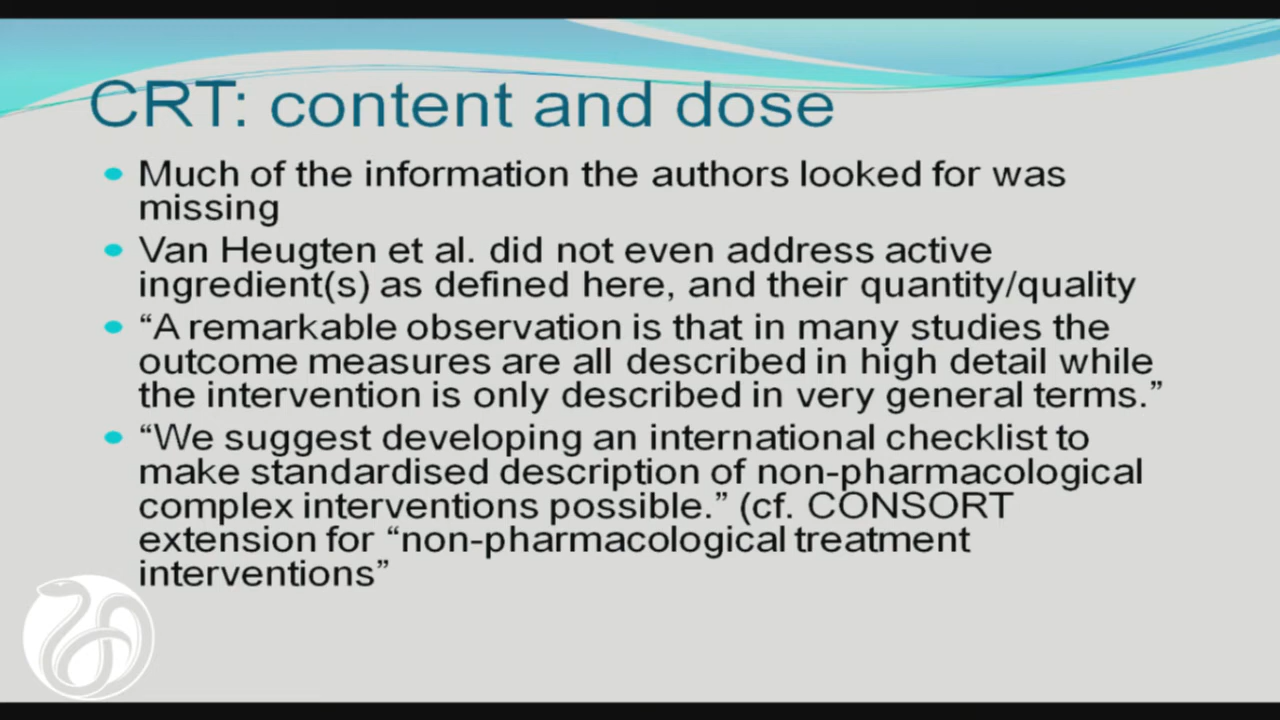 CRT: content and dose
Much of the information the authors looked for was
missing
Van Heugten et al. did not even address active
ingredient(s) as defined here, and their quantity/quality
“A remarkable observation is that in many studies the
outcome measures are all described in high detail while
the intervention is only described in very general terms.”
“We suggest developing an international checklist to
make standardised description of non-pharmacological
complex interventions possible.” (cf. CONSORT
extension for “non-pharmacological treatment
interventions”